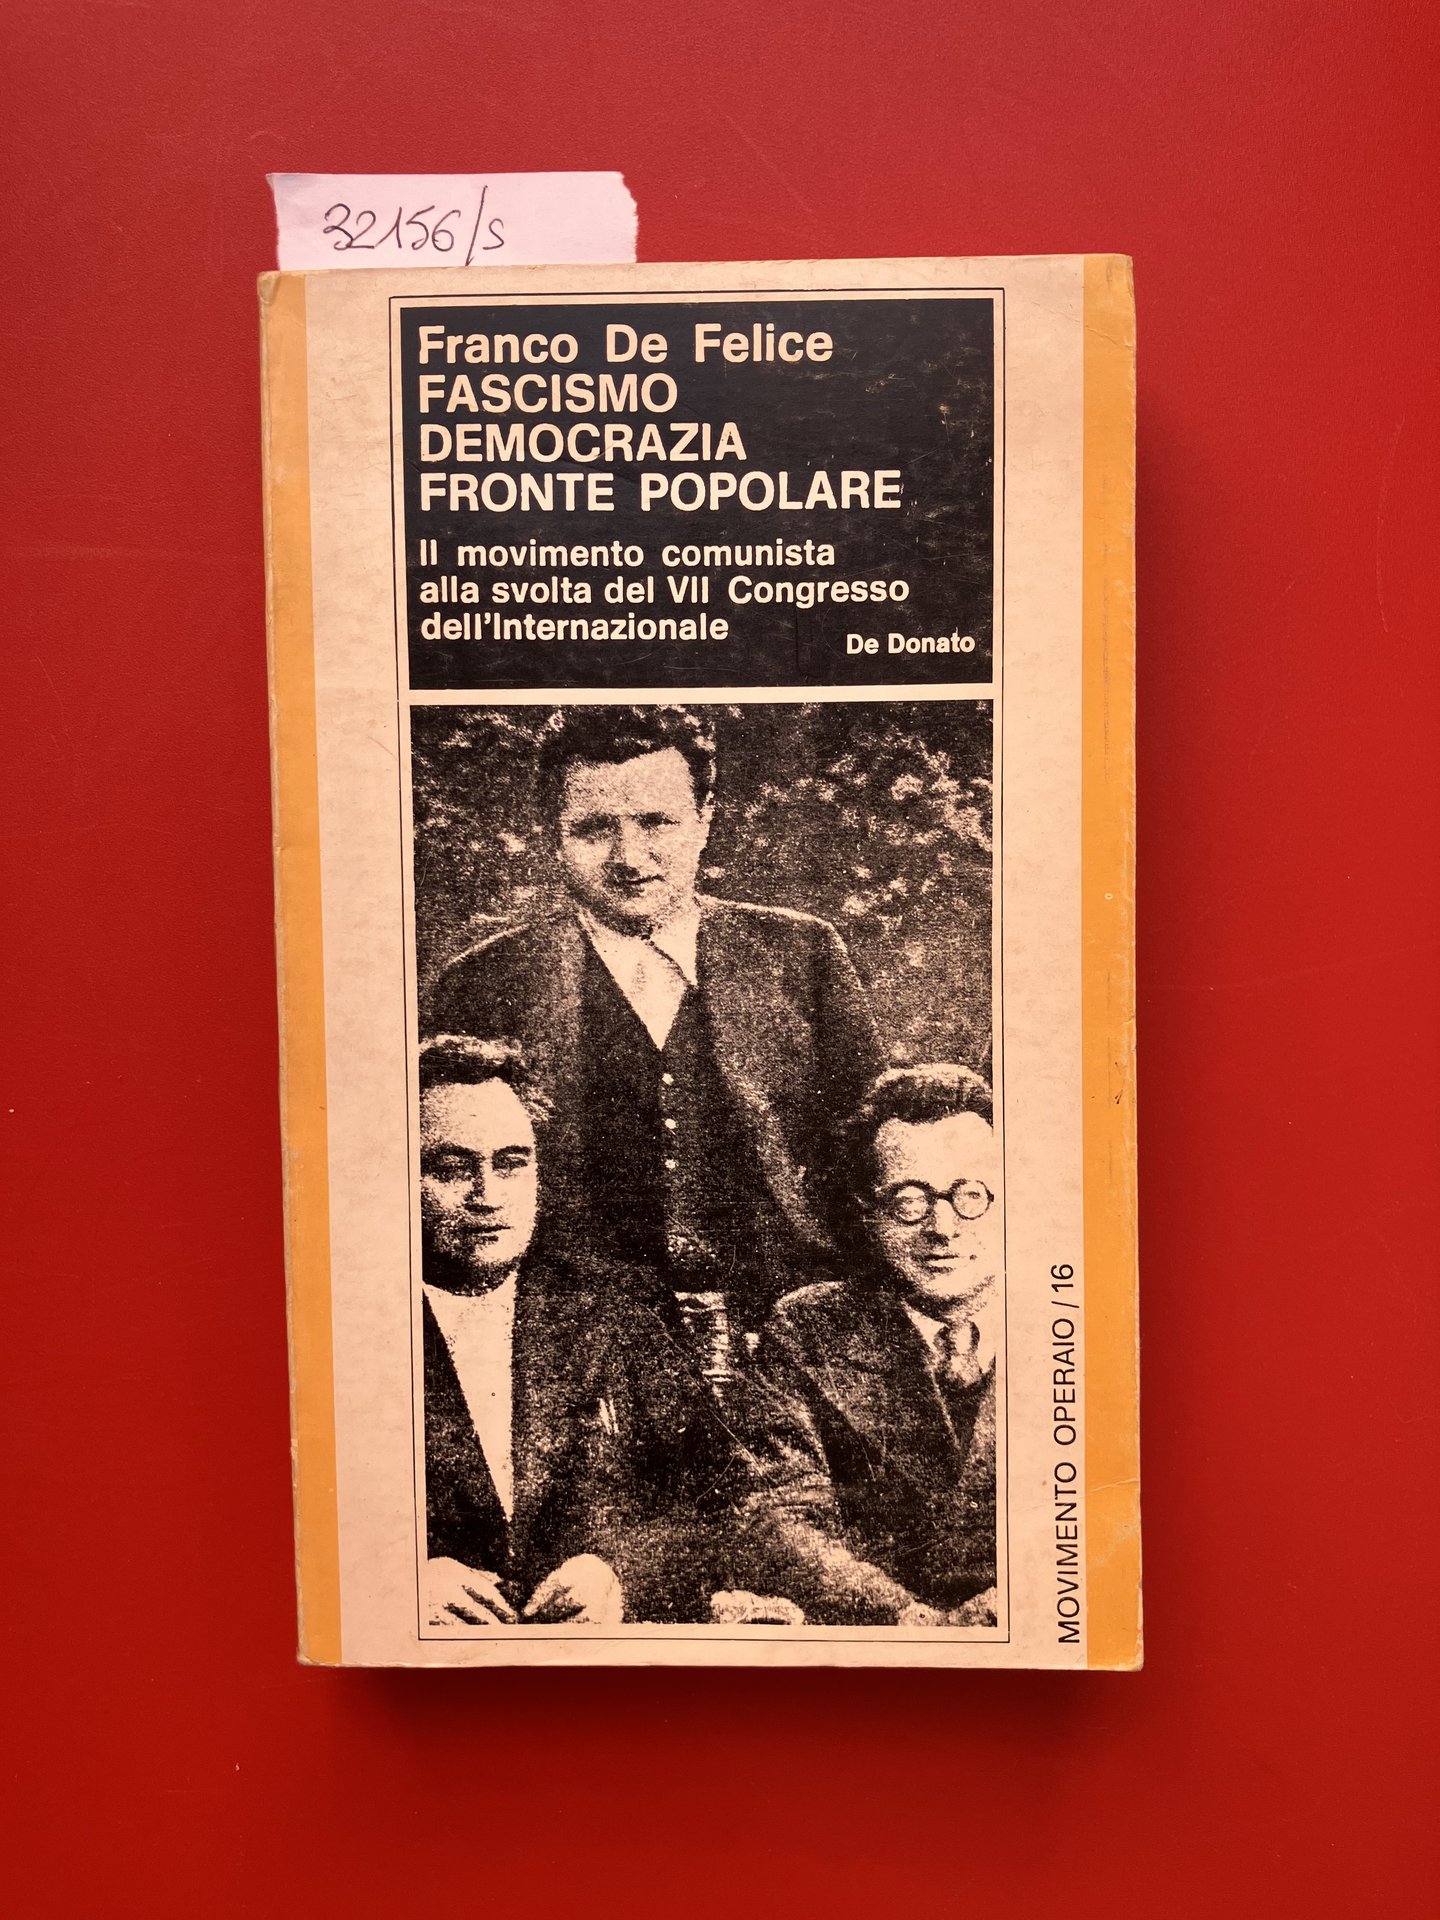 32156/s
Franco De Felice
FASCISMO
DEMOCRAZIA
FRONTE POPOLARE
Il movimento comunista
alla svolta del VII Congresso
dell'Internazionale
De Donato
MOVIMENTO OPERAIO / 16